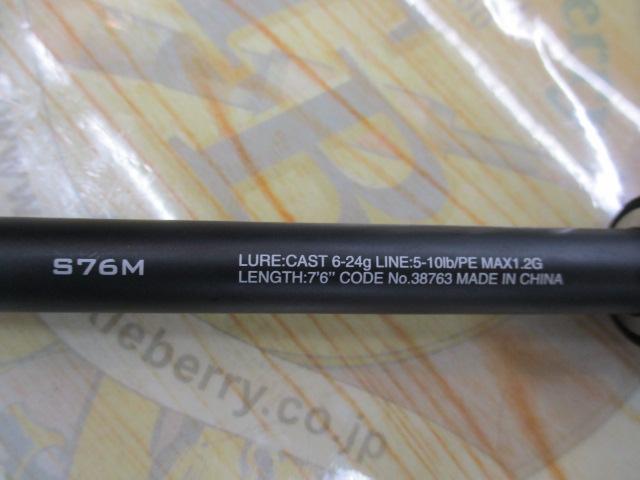 S76M
LURE:CAST 6-24g LINE:5-10lb/PE MAX1.2G
LENGTH:7'6" CODE No.38763 MADE IN CHINA
tleberry.co.jp